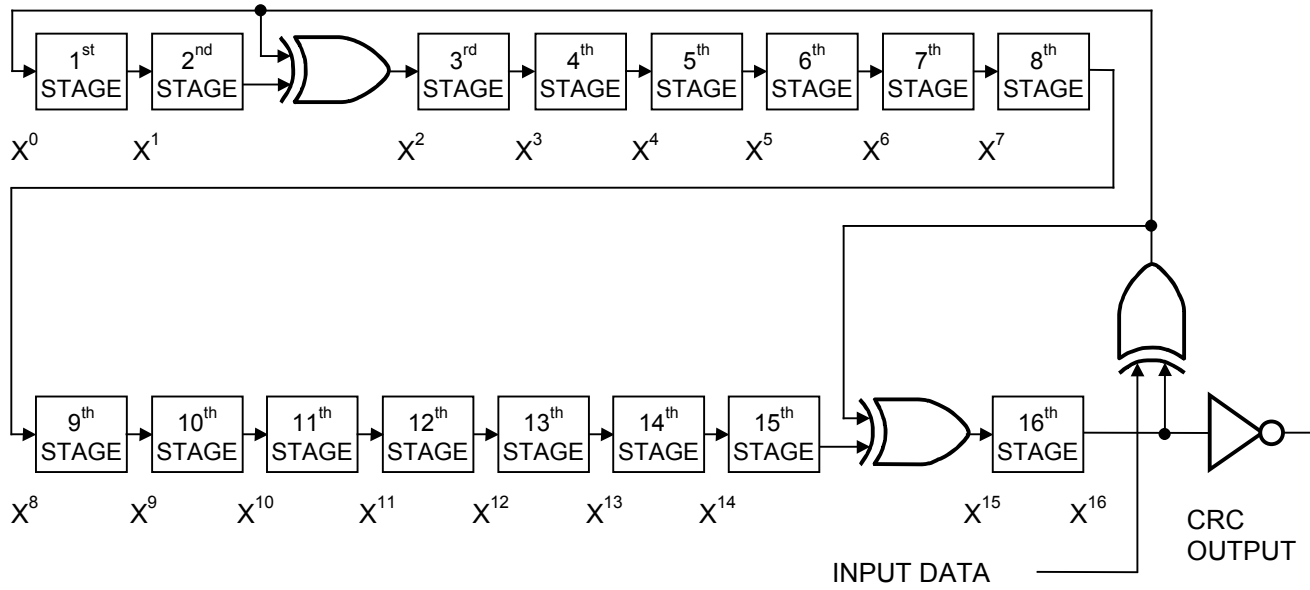 1st STAGE
2nd STAGE
3rd STAGE
4th STAGE
5th STAGE
6th STAGE
7th STAGE
8th STAGE
X0 X1 X2 X3 X4 X5 X6 X7
9th STAGE
10th STAGE
11th STAGE
12th STAGE
13th STAGE
14th STAGE
15th STAGE
16th STAGE
X8 X9 X10 X11 X12 X13 X14 X15 X16
CRC
OUTPUT
INPUT DATA